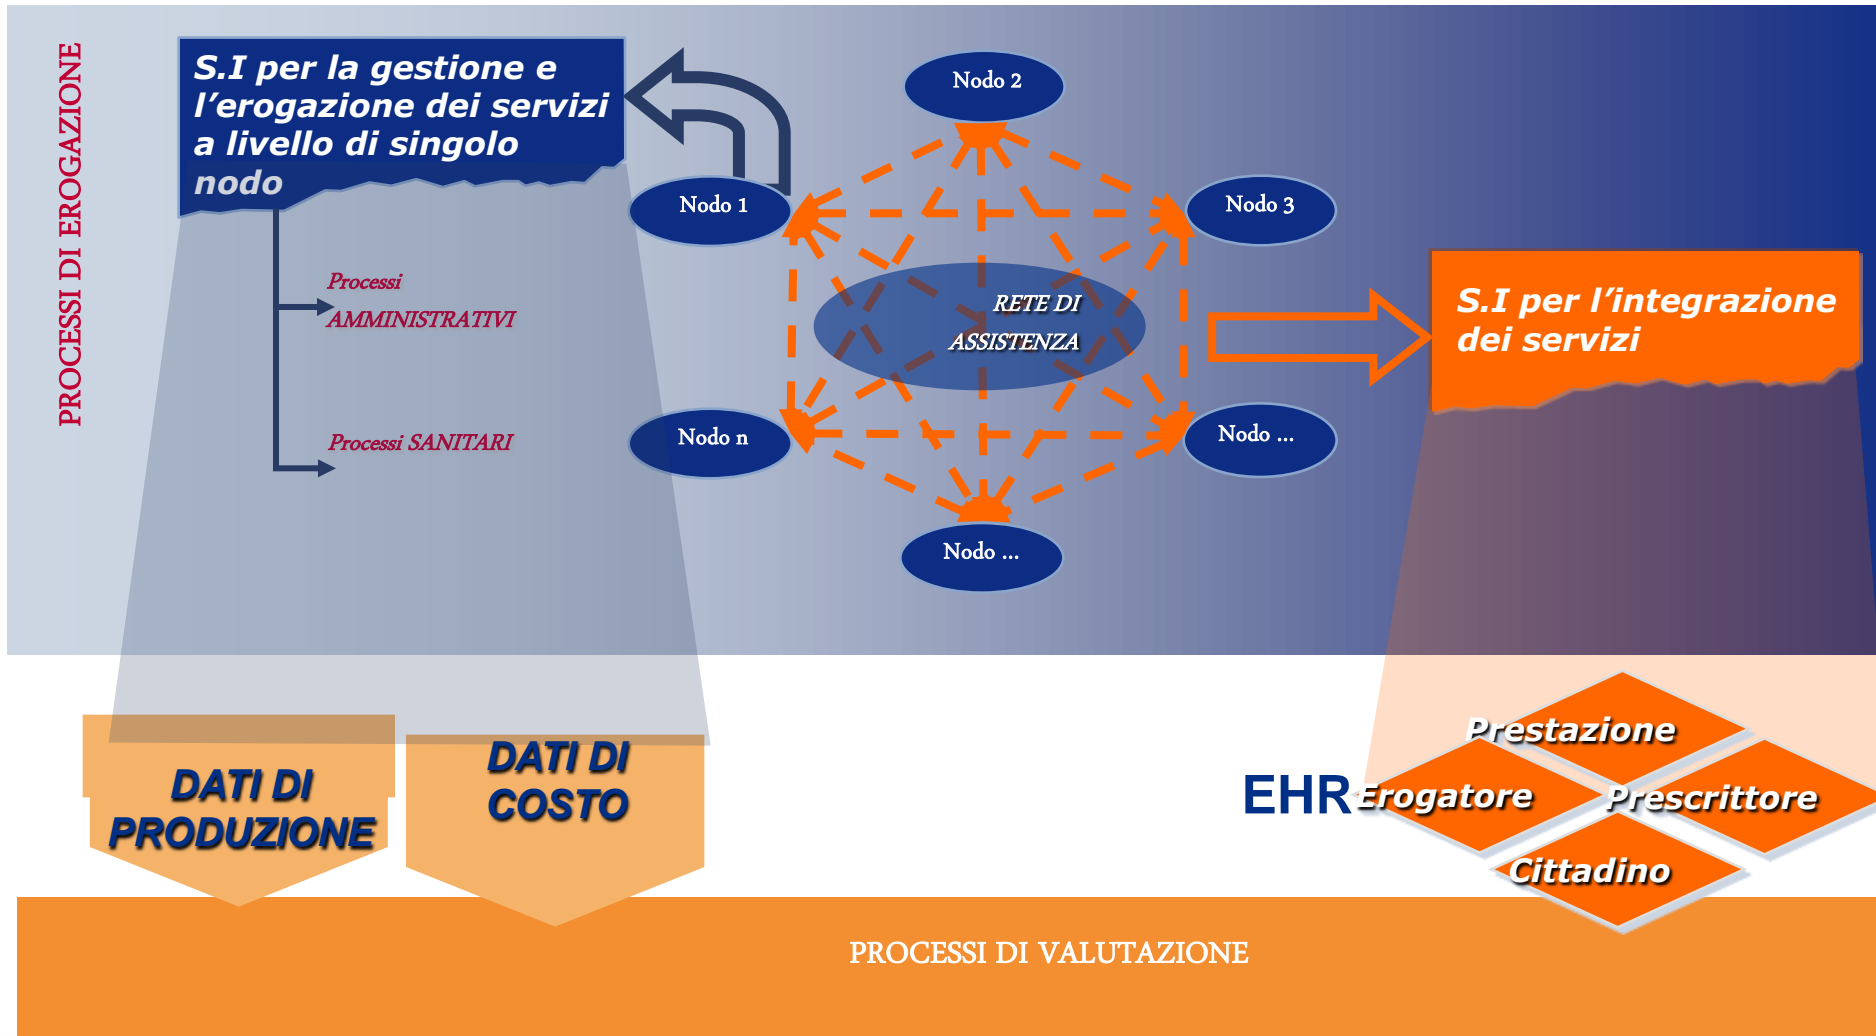 PROCESSI DI EROGAZIONE
S.I per la gestione e
l’erogazione dei servizi
a livello di singolo
nodo
Nodo 2
Nodo 1
Nodo 3
Processi
AMMINISTRATIVI
RETE DI
ASSISTENZA
S.I per l’integrazione
dei servizi
Processi SANITARI
Nodo n
Nodo ...
Nodo ...
DATI DI
PRODUZIONE
DATI DI
COSTO
EHR
Prestazione
Erogatore
Prescrittore
Cittadino
PROCESSI DI VALUTAZIONE